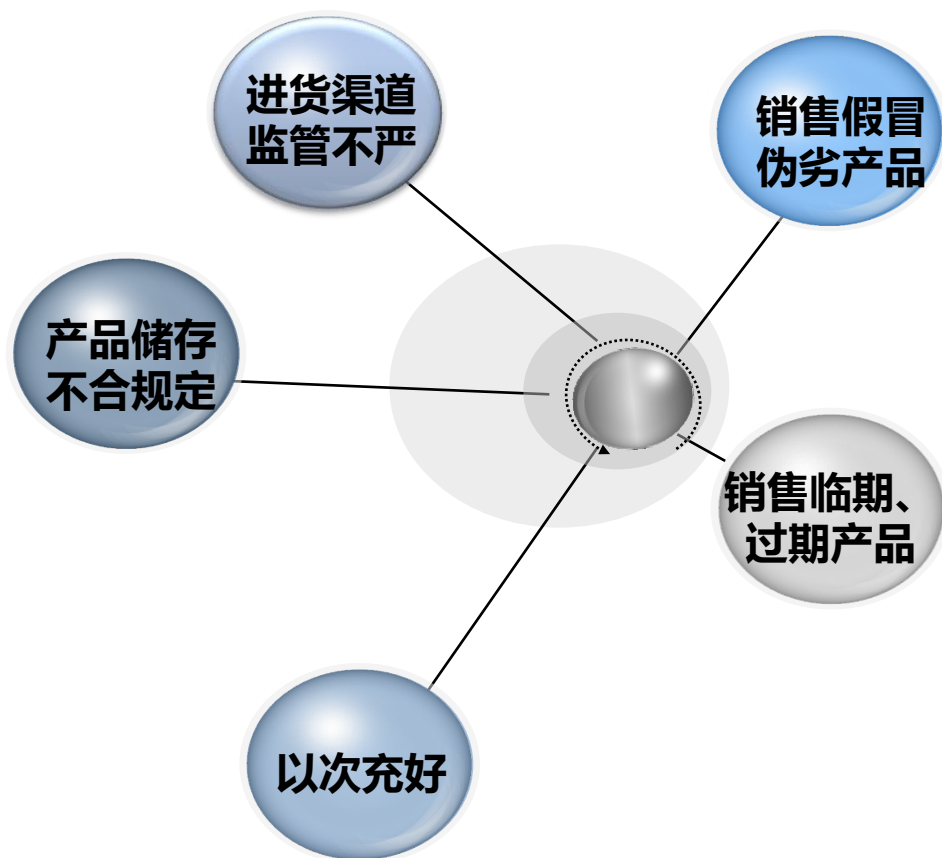 进货渠道
监管不严
销售假冒
伪劣产品
产品储存
不合规定
销售临期、
过期产品
以次充好